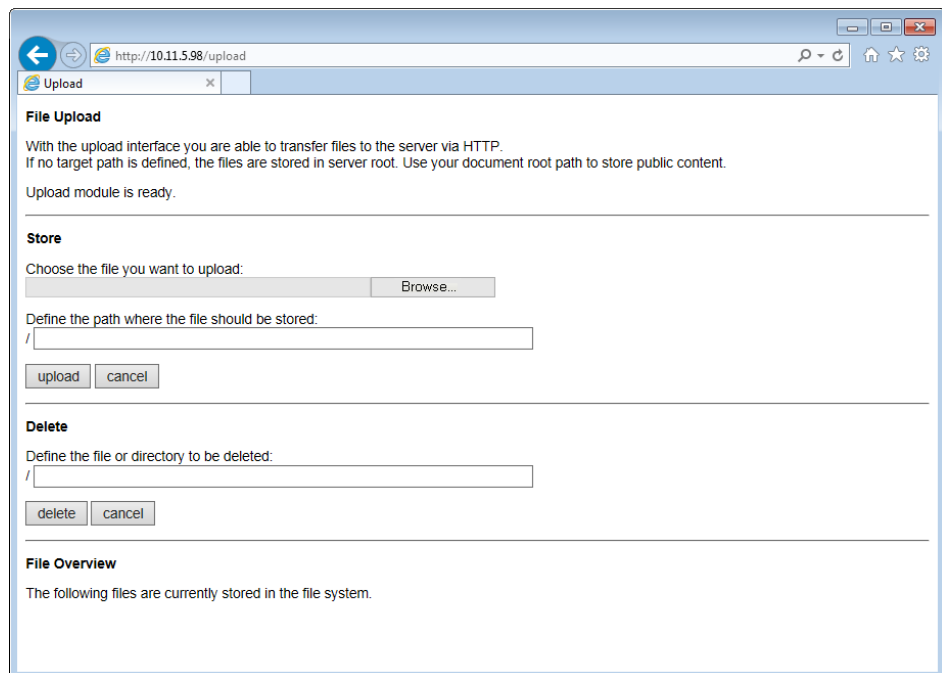 http://10.11.5.98/upload
Upload
File Upload
With the upload interface you are able to transfer files to the server via HTTP.
If no target path is defined, the files are stored in server root. Use your document root path to store public content.
Upload module is ready.
Store
Choose the file you want to upload:
Browse...
Define the path where the file should be stored:
/
upload cancel
Delete
Define the file or directory to be deleted:
/
delete cancel
File Overview
The following files are currently stored in the file system.